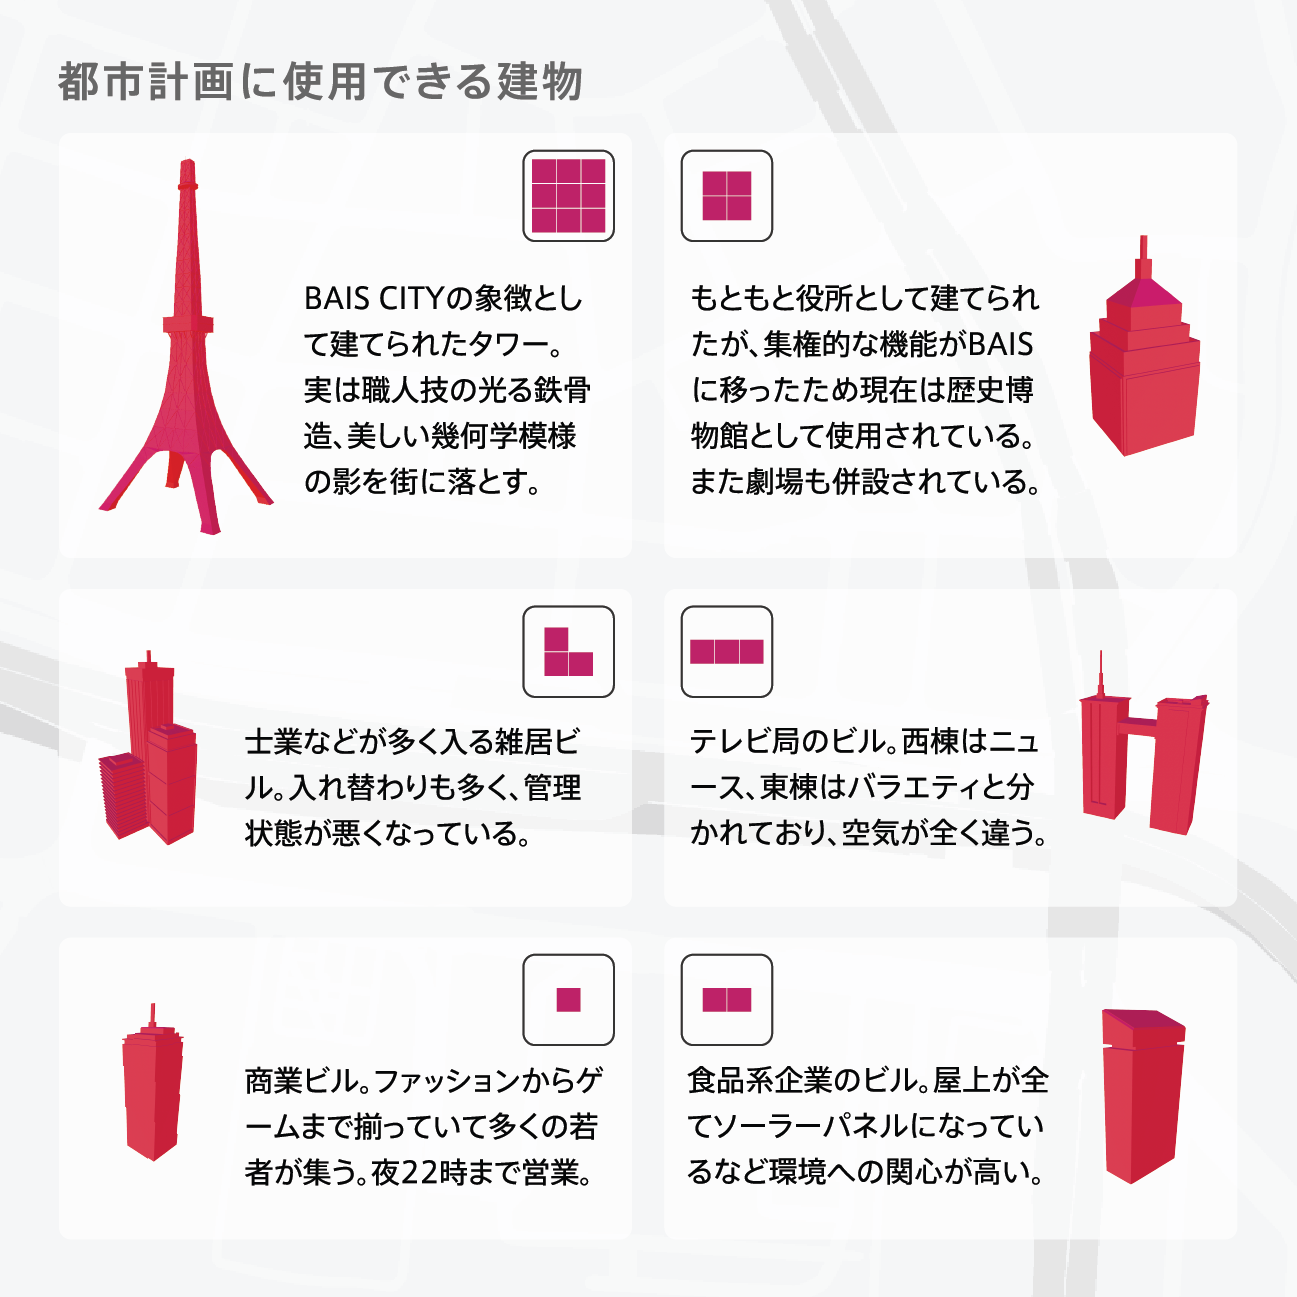 都市計画に使用できる建物
BAIS CITYの象徴とし
て建てられたタワー。
実は職人技の光る鉄骨
造、美しい幾何学模様
の影を街に落とす。
もともと役所として建てられ
たが、集権的な機能がBAIS
に移ったため現在は歴史博
物館として使用されている。
また劇場も併設されている。
士業などが多く入る雑居ビ
ル。入れ替わりも多く、管理
状態が悪くなっている。
テレビ局のビル。西棟はニュ
ース、東棟はバラエティと分
かれており、空気が全く違う。
商業ビル。ファッションからゲ
ームまで揃っていて多くの若
者が集う。夜22時まで営業。
食品系企業のビル。屋上が全
てソーラーパネルになってい
るなど環境への関心が高い。